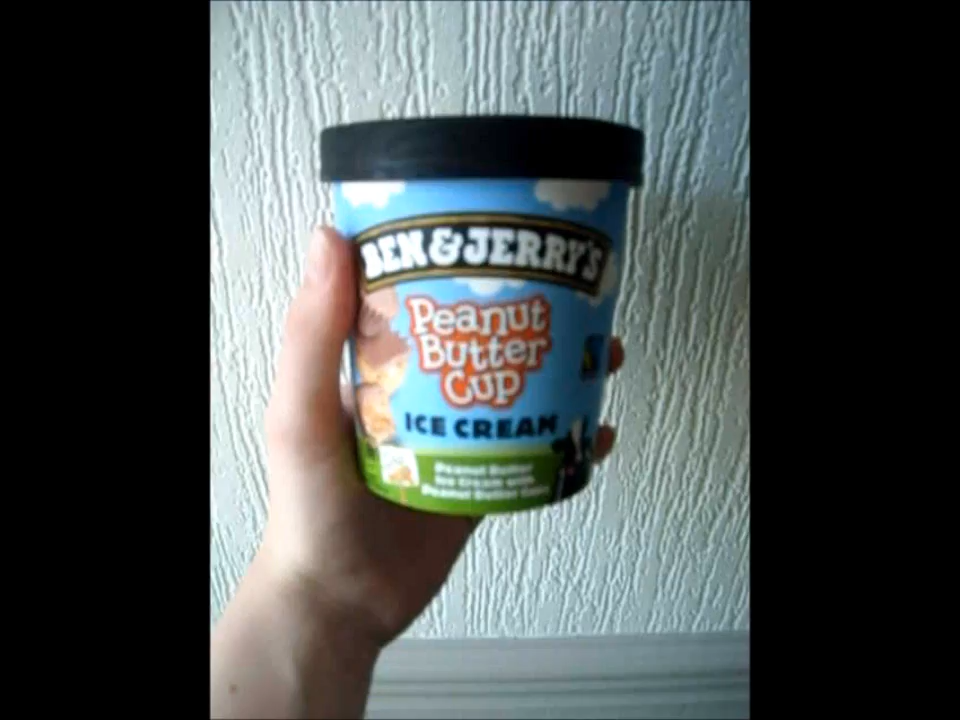 BEN & JERRY'S
Peanut
Butter
Cup
ICE CREAM
Peanut Butter
Ice Cream with
Peanut Butter Cups